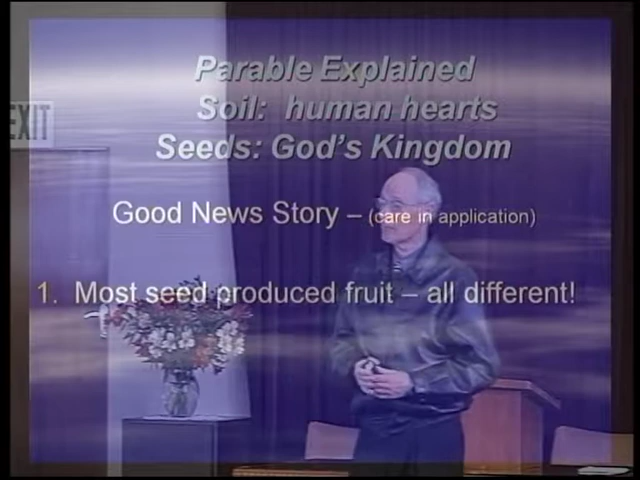 Parable Explained
Soil: human hearts
EXIT
Seeds: God's Kingdom
Good News Story – (care in application)
1. Most seed produced fruit – all different!